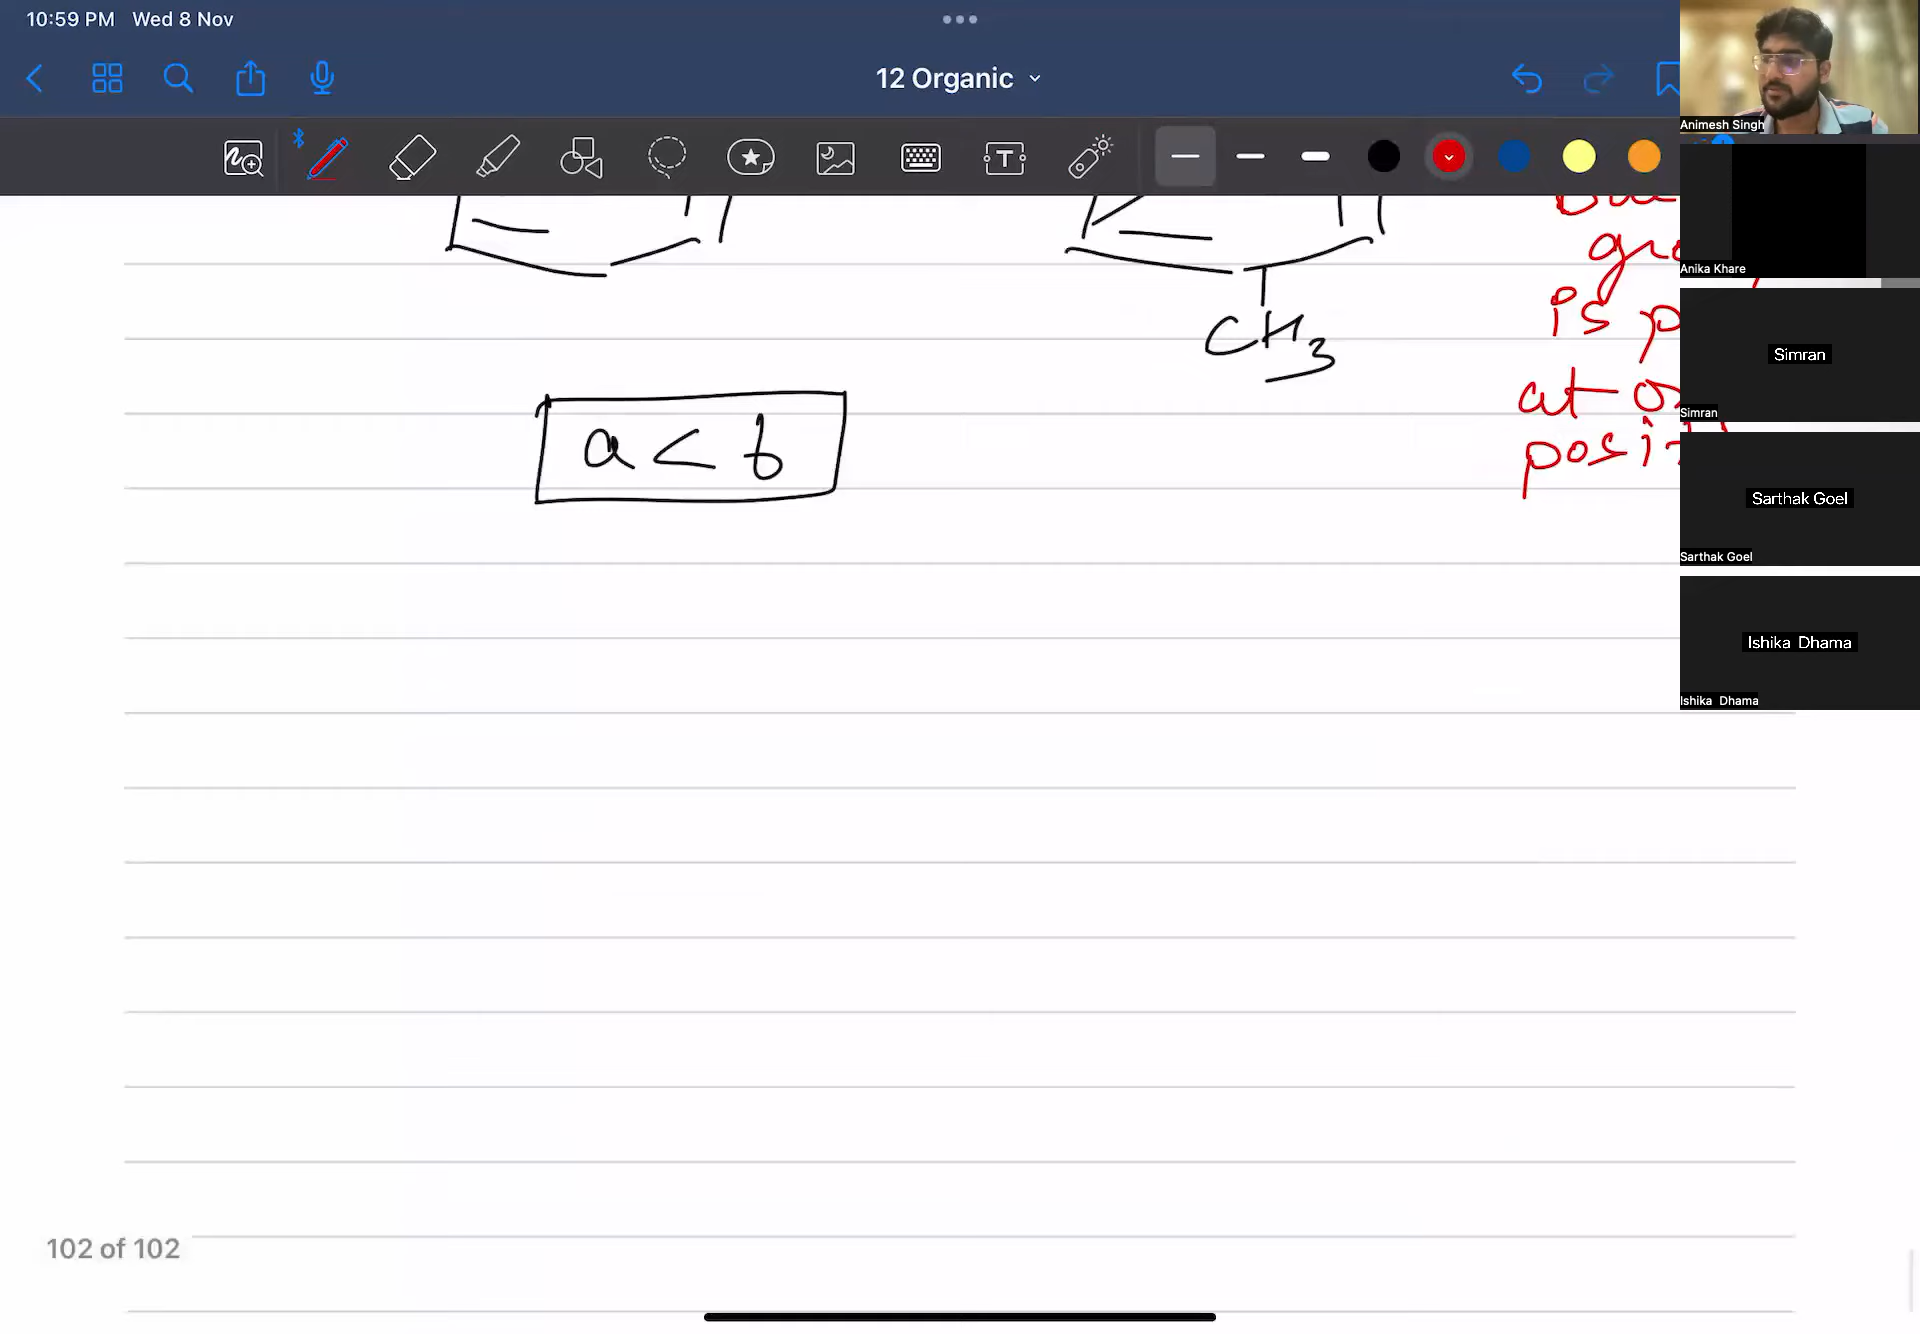 10:59 PM Wed 8 Nov
12 Organic
Animesh Singh
Anika Khare
Simran
Simran
Sarthak Goel
Sarthak Goel
Ishika Dhama
Ishika Dhama
is
CH3
at
a < b
102 of 102